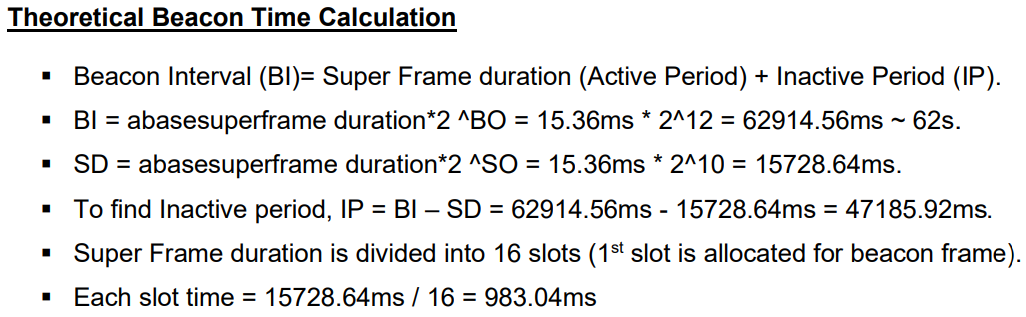 Theoretical Beacon Time Calculation
▪ Beacon Interval (BI)= Super Frame duration (Active Period) + Inactive Period (IP).
▪ BI = abasesuperframe duration*2 ^BO = 15.36ms * 2^12 = 62914.56ms ~ 62s.
▪ SD = abasesuperframe duration*2 ^SO = 15.36ms * 2^10 = 15728.64ms.
▪ To find Inactive period, IP = BI – SD = 62914.56ms - 15728.64ms = 47185.92ms.
▪ Super Frame duration is divided into 16 slots (1st slot is allocated for beacon frame).
▪ Each slot time = 15728.64ms / 16 = 983.04ms